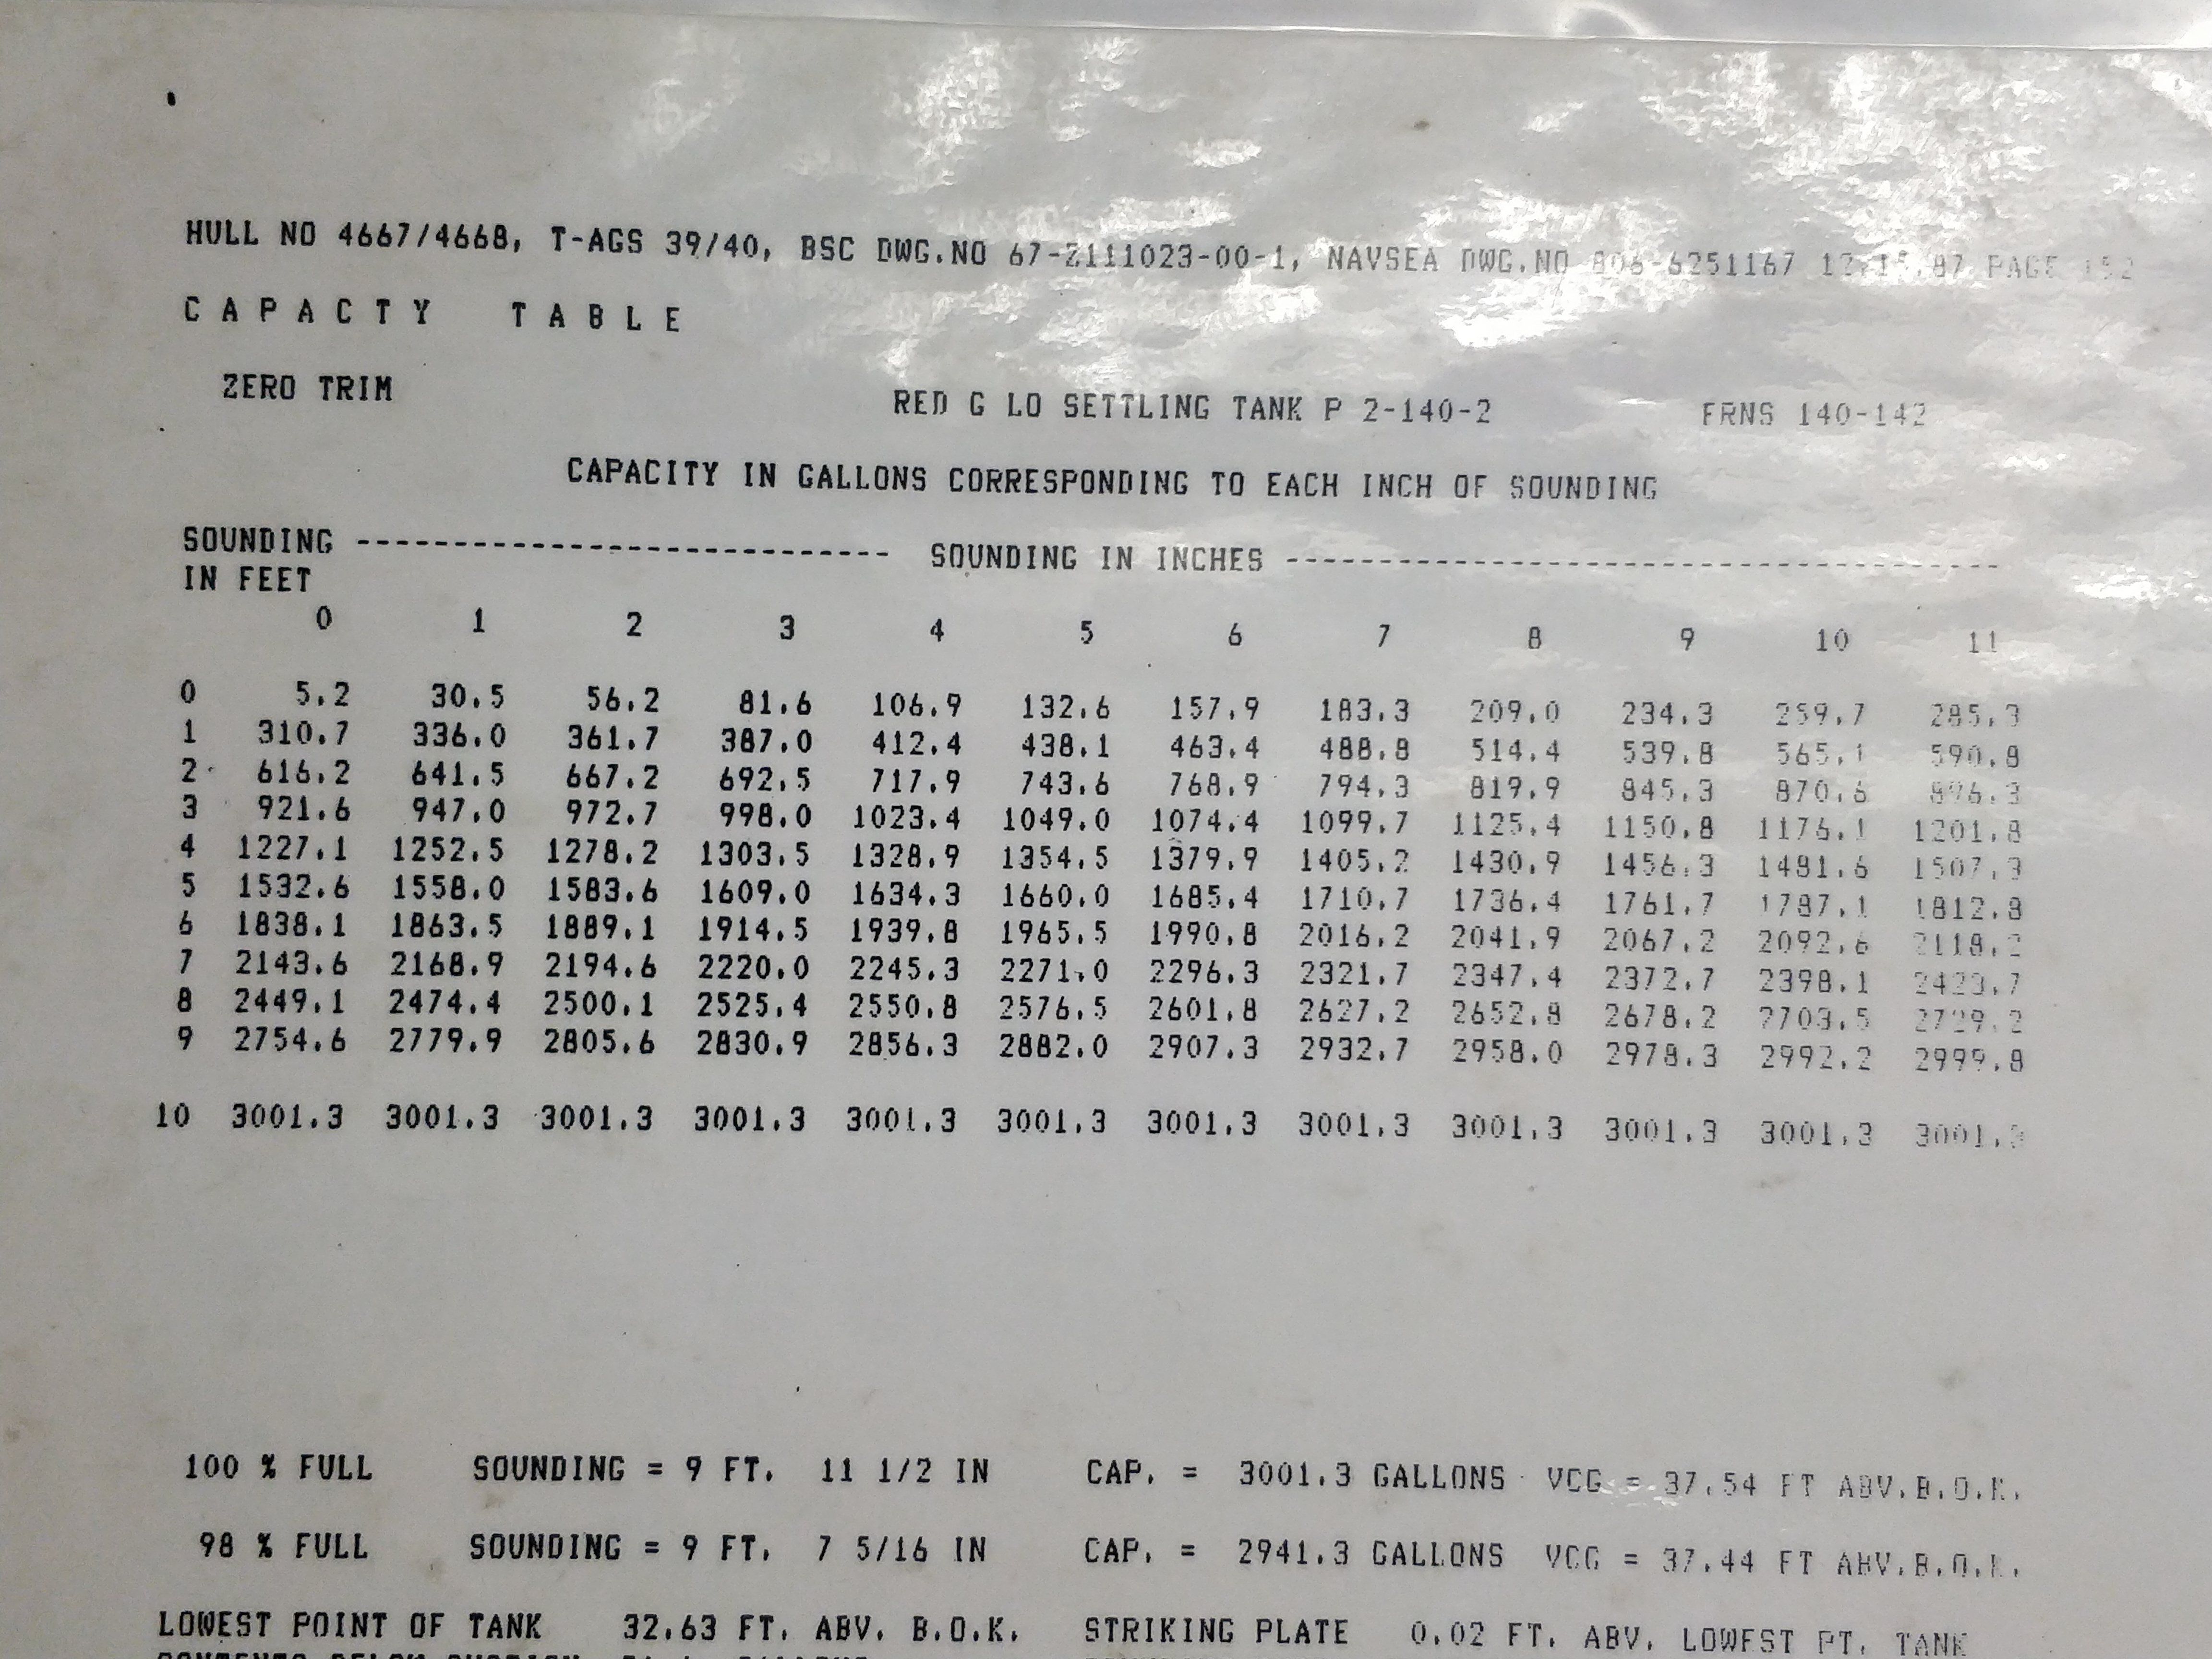 HULL NO 4667/4668, T-AGS 39/40, BSC DWG.NO 67-Z111023-00-1, NAVSEA DWG.NO PAGE
C A P A C T Y T A B L E
ZERO TRIM RED G LO SETTLING TANK P 2-140-2 FRNS 140-142
CAPACITY IN GALLONS CORRESPONDING TO EACH INCH OF SOUNDING
SOUNDING -------------------------- SOUNDING IN INCHES ------------------------------------
IN FEET
0 1 2 3 4 5 6 7 8 9 10 11
0 5.2 30.5 56.2 81.6 106.9 132.6 157.9 183.3 209.0 234.3 259.7 285.3
1 310.7 336.0 361.7 387.0 412.4 438.1 463.4 488.8 514.4 539.8 565.1 590.8
2 616.2 641.5 667.2 692.5 717.9 743.6 768.9 794.3 819.9 845.3 870.6 896.3
3 921.6 947.0 972.7 998.0 1023.4 1049.0 1074.4 1099.7 1125.4 1150.8 1176.1 1201.8
4 1227.1 1252.5 1278.2 1303.5 1328.9 1354.5 1379.9 1405.2 1430.9 1456.3 1481.6 1507.3
5 1532.6 1558.0 1583.6 1609.0 1634.3 1660.0 1685.4 1710.7 1736.4 1761.7 1787.1 1812.8
6 1838.1 1863.5 1889.1 1914.5 1939.8 1965.5 1990.8 2016.2 2041.9 2067.2 2092.6 2118.2
7 2143.6 2168.9 2194.6 2220.0 2245.3 2271.0 2296.3 2321.7 2347.4 2372.7 2398.1 2423.7
8 2449.1 2474.4 2500.1 2525.4 2550.8 2576.5 2601.8 2627.2 2652.8 2678.2 2703.5 2729.2
9 2754.6 2779.9 2805.6 2830.9 2856.3 2882.0 2907.3 2932.7 2958.0 2978.3 2992.2 2999.8
10 3001.3 3001.3 3001.3 3001.3 3001.3 3001.3 3001.3 3001.3 3001.3 3001.3 3001.3 3001.3
100 % FULL SOUNDING = 9 FT. 11 1/2 IN CAP. = 3001.3 GALLONS VCG = 37.54 FT ABV.B.O.K.
98 % FULL SOUNDING = 9 FT. 7 5/16 IN CAP. = 2941.3 GALLONS VCG = 37.44 FT ABV.B.O.K.
LOWEST POINT OF TANK 32.63 FT. ABV. B.O.K. STRIKING PLATE 0.02 FT. ABV. LOWEST PT. TANK